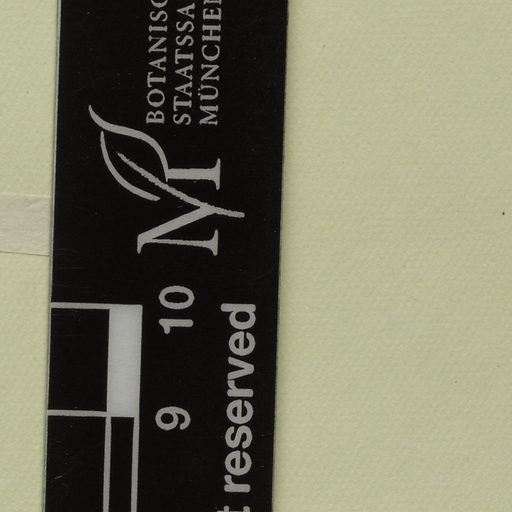 BOTANISC
STAATSSA
MÜNCHEN
9 10
t reserved